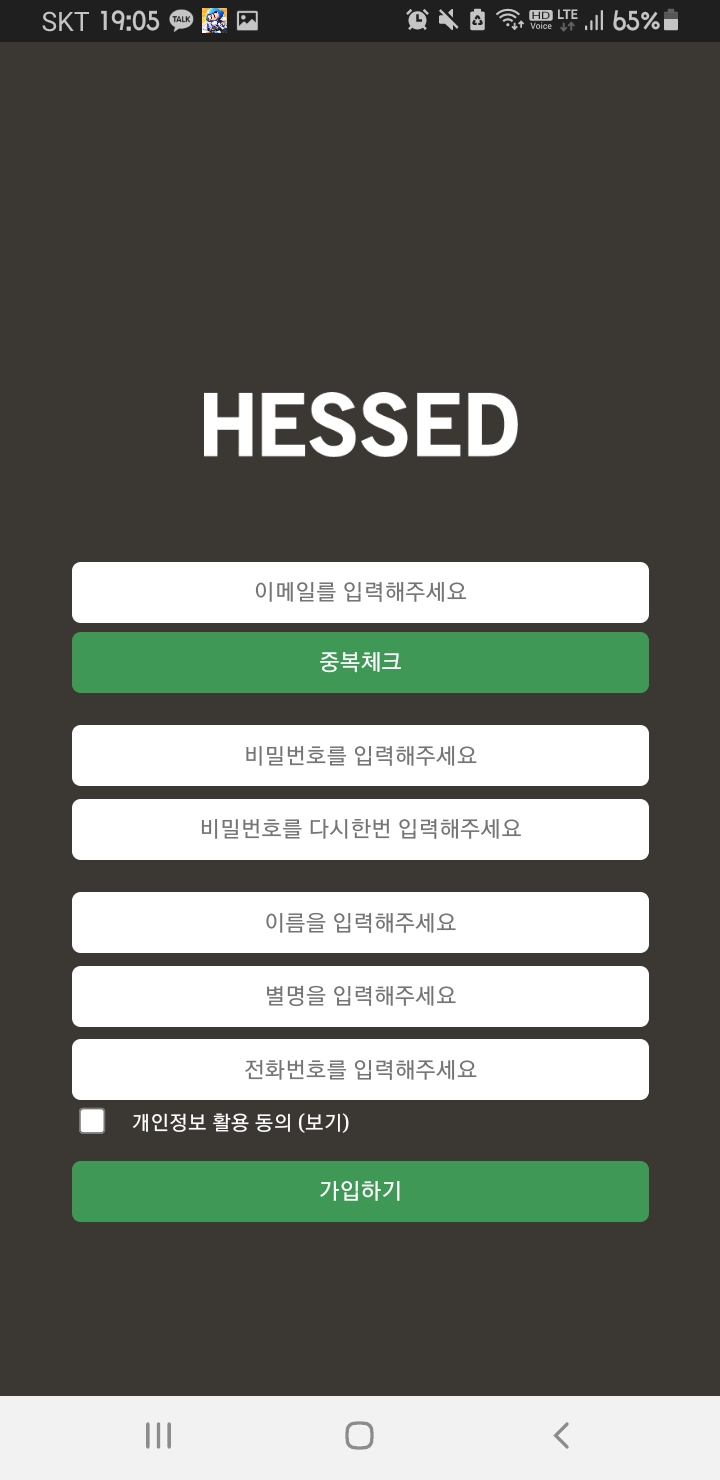 SKT 19:05 TALK HD Voice LTE 65%
HESSED
이메일를 입력해주세요
중복체크
비밀번호를 입력해주세요
비밀번호를 다시한번 입력해주세요
이름을 입력해주세요
별명을 입력해주세요
전화번호를 입력해주세요
개인정보 활용 동의 (보기)
가입하기